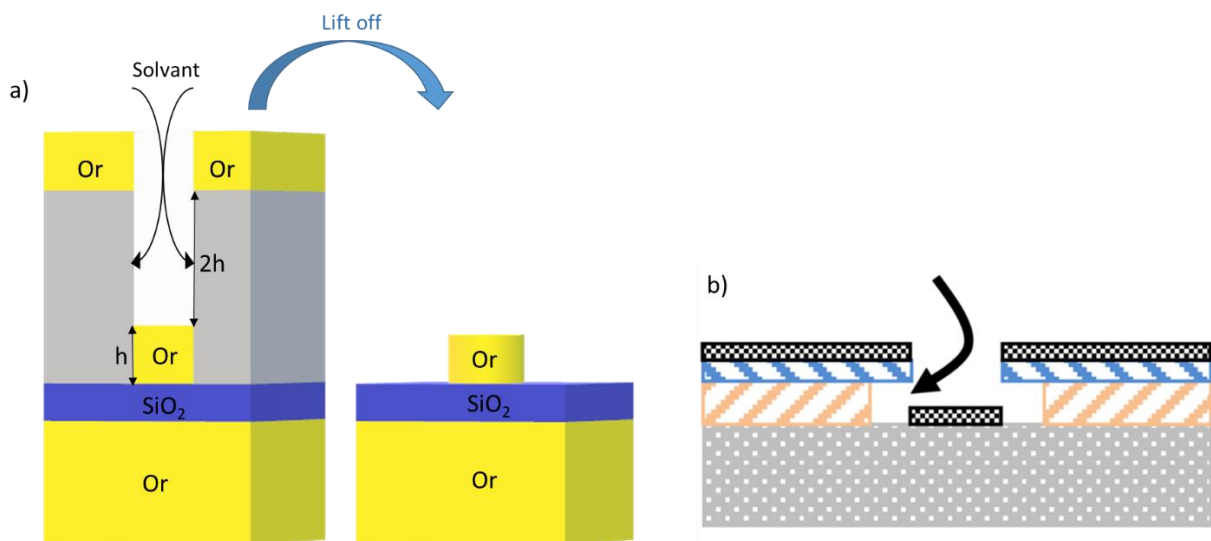 Lift off
Solvant
a)
Or
Or
2h
h
Or
SiO₂
Or
Or
SiO₂
Or
b)